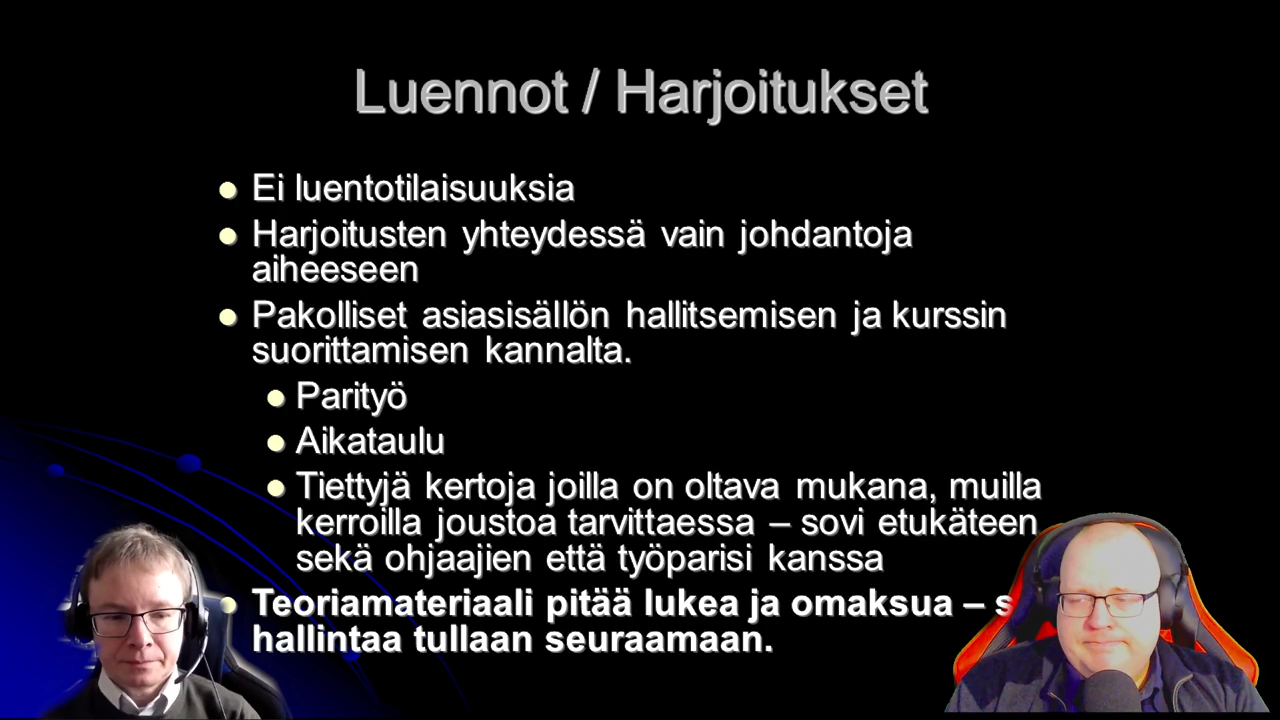 Luennot / Harjoitukset
Ei luentotilaisuuksia
Harjoitusten yhteydessä vain johdantoja
aiheeseen
Pakolliset asiasisällön hallitsemisen ja kurssin
suorittamisen kannalta.
Parityö
Aikataulu
Tiettyjä kertoja joilla on oltava mukana, muilla
kerroilla joustoa tarvittaessa – sovi etukäteen
sekä ohjaajien että työparisi kanssa
Teoriamateriaali pitää lukea ja omaksua –
hallintaa tullaan seuraamaan.